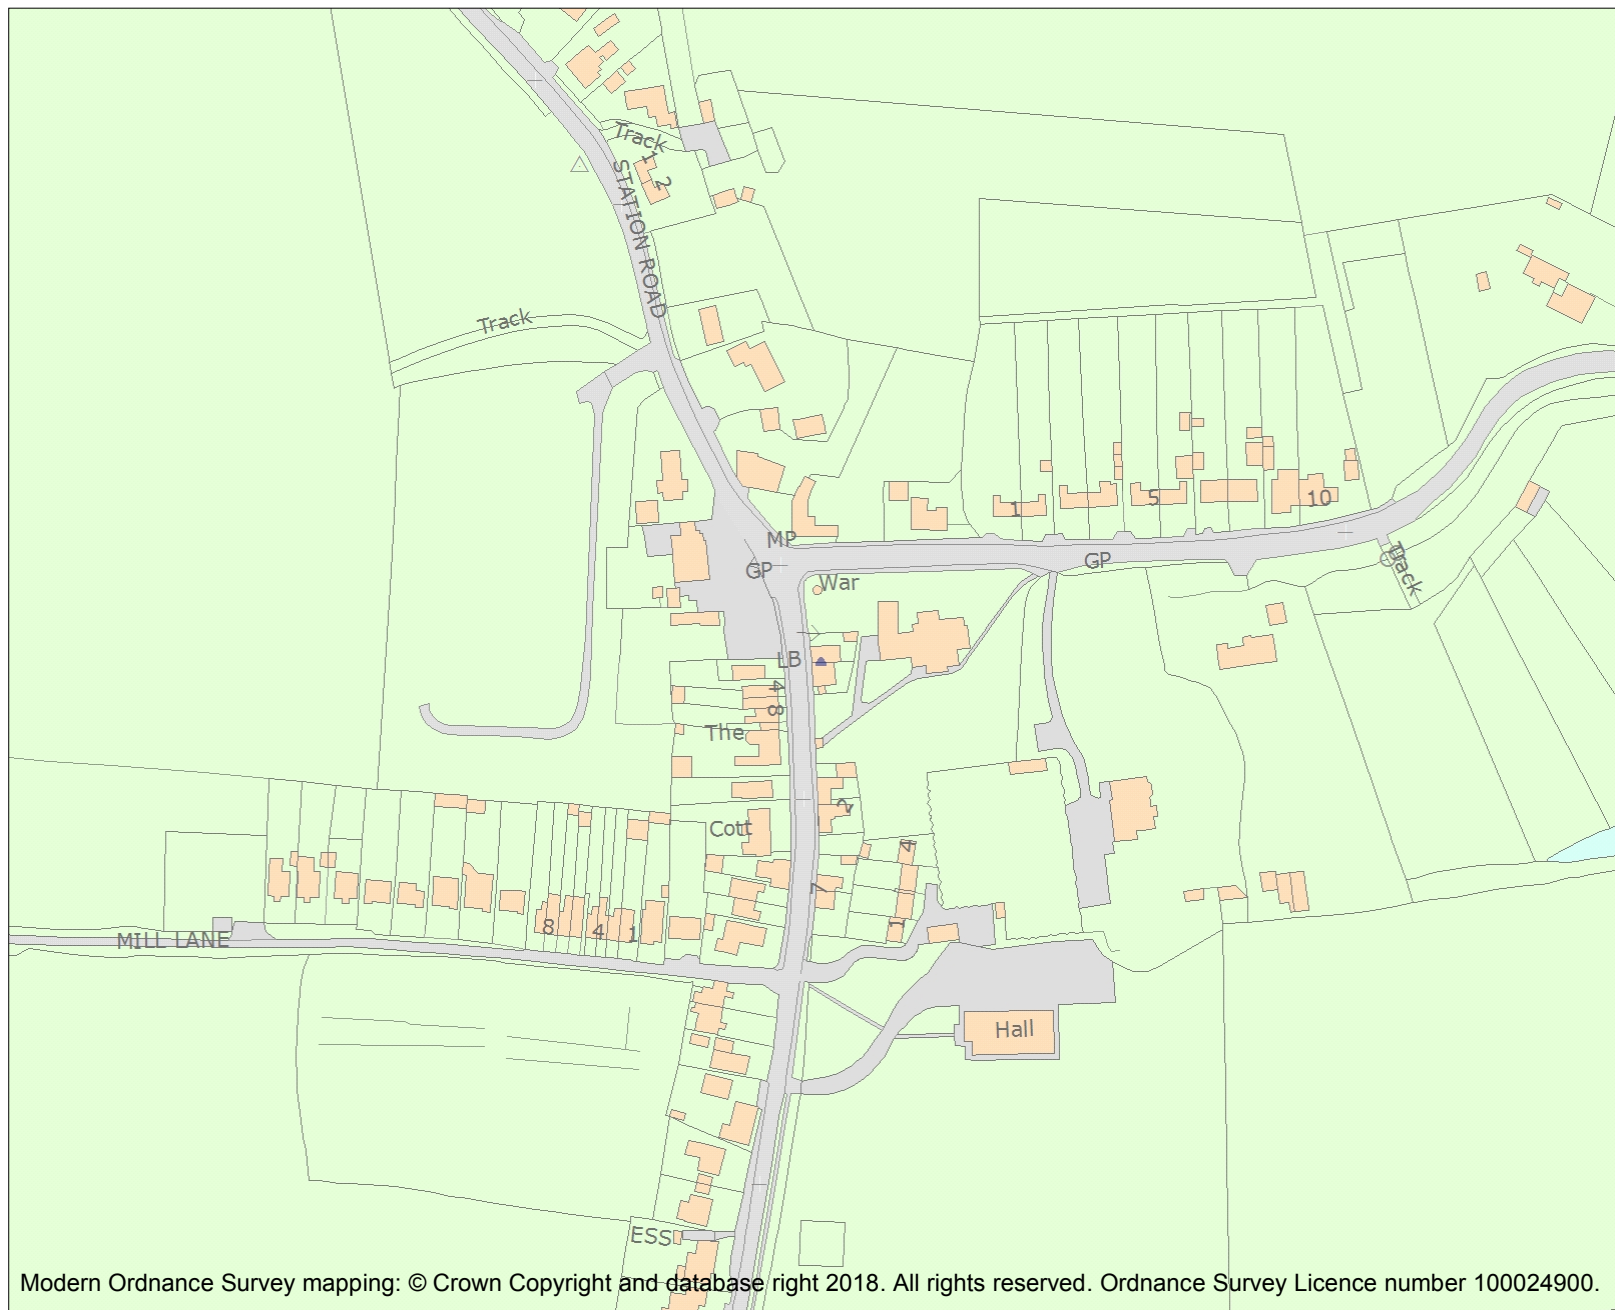 Track
1
2
STATION ROAD
Track
1
5
10
MP
GP
GP
Track
War
LB
4
8
The
2
Cott
4
7
1
8
4
1
MILL LANE
Hall
ESS
Modern Ordnance Survey mapping: © Crown Copyright and database right 2018. All rights reserved. Ordnance Survey Licence number 100024900.